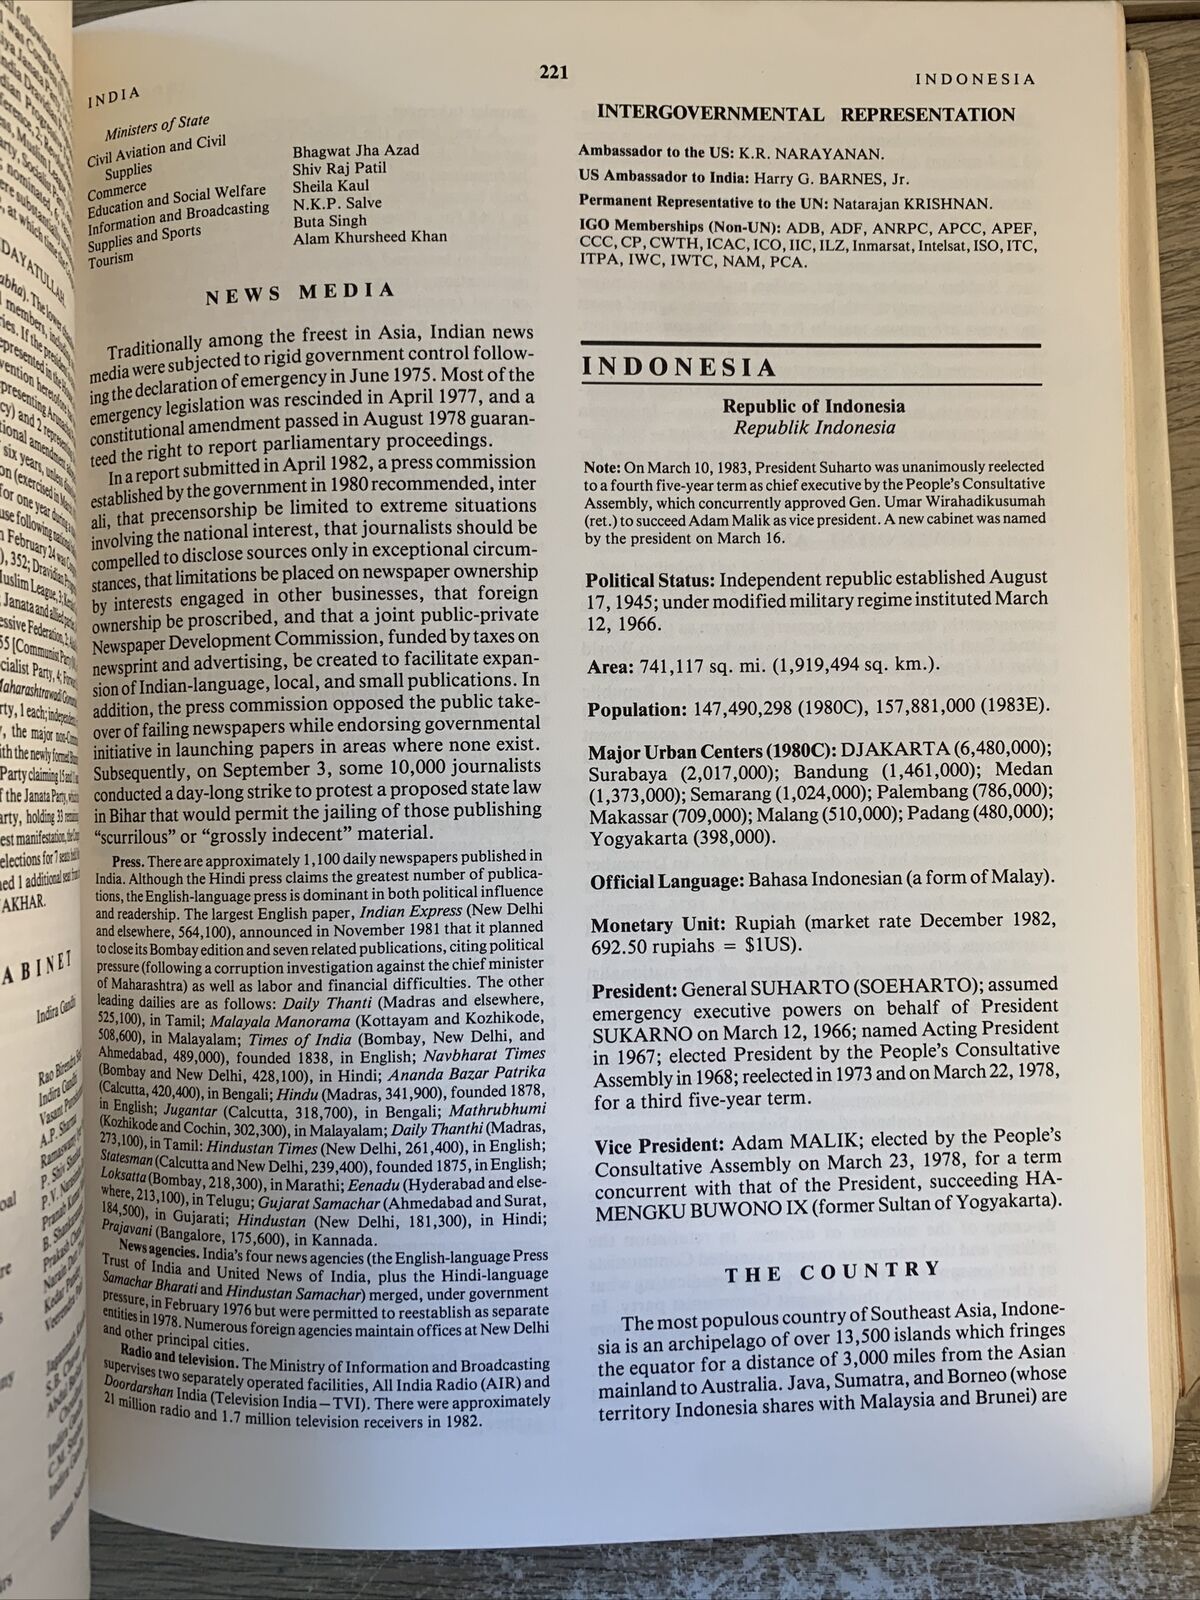 INDIA
221
INDONESIA
Ministers of State
Civil Aviation and Civil
Supplies
Commerce
Education and Social Welfare
Information and Broadcasting
Supplies and Sports
Tourism
Bhagwat Jha Azad
Shiv Raj Patil
Sheila Kaul
N.K.P. Salve
Buta Singh
Alam Khursheed Khan
NEWS MEDIA
Traditionally among the freest in Asia, Indian news
media were subjected to rigid government control follow-
ing the declaration of emergency in June 1975. Most of the
emergency legislation was rescinded in April 1977, and a
constitutional amendment passed in August 1978 guaran-
teed the right to report parliamentary proceedings.
In a report submitted in April 1982, a press commission
established by the government in 1980 recommended, inter
ali, that precensorship be limited to extreme situations
involving the national interest, that journalists should be
compelled to disclose sources only in exceptional circum-
stances, that limitations be placed on newspaper ownership
by interests engaged in other businesses, that foreign
ownership be proscribed, and that a joint public-private
Newspaper Development Commission, funded by taxes on
newsprint and advertising, be created to facilitate expan-
sion of Indian-language, local, and small publications. In
addition, the press commission opposed the public take-
over of failing newspapers while endorsing governmental
initiative in launching papers in areas where none exist.
Subsequently, on September 3, some 10,000 journalists
conducted a day-long strike to protest a proposed state law
in Bihar that would permit the jailing of those publishing
“scurrilous” or “grossly indecent” material.
Press. There are approximately 1,100 daily newspapers published in
India. Although the Hindi press claims the greatest number of publica-
tions, the English-language press is dominant in both political influence
and readership. The largest English paper, Indian Express (New Delhi
and elsewhere, 564,100), announced in November 1981 that it planned
to close its Bombay edition and seven related publications, citing political
pressure (following a corruption investigation against the chief minister
of Maharashtra) as well as labor and financial difficulties. The other
leading dailies are as follows: Daily Thanti (Madras and elsewhere,
525,100), in Tamil; Malayala Manorama (Kottayam and Kozhikode,
508,600), in Malayalam; Times of India (Bombay, New Delhi, and
Ahmedabad, 489,000), founded 1838, in English; Navbharat Times
(Bombay and New Delhi, 428,100), in Hindi; Ananda Bazar Patrika
(Calcutta, 420,400), in Bengali; Hindu (Madras, 341,900), founded 1878,
in English; Jugantar (Calcutta, 318,700), in Bengali; Mathrubhumi
(Kozhikode and Cochin, 302,300), in Malayalam; Daily Thanthi (Madras,
273,100), in Tamil: Hindustan Times (New Delhi, 261,400), in English;
Statesman (Calcutta and New Delhi, 239,400), founded 1875, in English;
Loksatta (Bombay, 218,300), in Marathi; Eenadu (Hyderabad and else-
where, 213,100), in Telugu; Gujarat Samachar (Ahmedabad and Surat,
184,500), in Gujarati; Hindustan (New Delhi, 181,300), in Hindi;
Prajavani (Bangalore, 175,600), in Kannada.
News agencies. India's four news agencies (the English-language Press
Trust of India and United News of India, plus the Hindi-language
Samachar Bharati and Hindustan Samachar) merged, under government
pressure, in February 1976 but were permitted to reestablish as separate
entities in 1978. Numerous foreign agencies maintain offices at New Delhi
and other principal cities.
Radio and television. The Ministry of Information and Broadcasting
supervises two separately operated facilities, All India Radio (AIR) and
Doordarshan India (Television India—TVI). There were approximately
21 million radio and 1.7 million television receivers in 1982.
INTERGOVERNMENTAL REPRESENTATION
Ambassador to the US: K.R. NARAYANAN.
US Ambassador to India: Harry G. BARNES, Jr.
Permanent Representative to the UN: Natarajan KRISHNAN.
IGO Memberships (Non-UN): ADB, ADF, ANRPC, APCC, APEF,
CCC, CP, CWTH, ICAC, ICO, IIC, ILZ, Inmarsat, Intelsat, ISO, ITC,
ITPA, IWC, IWTC, NAM, PCA.
INDONESIA
Republic of Indonesia
Republik Indonesia
Note: On March 10, 1983, President Suharto was unanimously reelected
to a fourth five-year term as chief executive by the People's Consultative
Assembly, which concurrently approved Gen. Umar Wirahadikusumah
(ret.) to succeed Adam Malik as vice president. A new cabinet was named
by the president on March 16.
Political Status: Independent republic established August
17, 1945; under modified military regime instituted March
12, 1966.
Area: 741,117 sq. mi. (1,919,494 sq. km.).
Population: 147,490,298 (1980C), 157,881,000 (1983E).
Major Urban Centers (1980C): DJAKARTA (6,480,000);
Surabaya (2,017,000); Bandung (1,461,000); Medan
(1,373,000); Semarang (1,024,000); Palembang (786,000);
Makassar (709,000); Malang (510,000); Padang (480,000);
Yogyakarta (398,000).
Official Language: Bahasa Indonesian (a form of Malay).
Monetary Unit: Rupiah (market rate December 1982,
692.50 rupiahs = $1US).
President: General SUHARTO (SOEHARTO); assumed
emergency executive powers on behalf of President
SUKARNO on March 12, 1966; named Acting President
in 1967; elected President by the People's Consultative
Assembly in 1968; reelected in 1973 and on March 22, 1978,
for a third five-year term.
Vice President: Adam MALIK; elected by the People's
Consultative Assembly on March 23, 1978, for a term
concurrent with that of the President, succeeding HA-
MENGKU BUWONO IX (former Sultan of Yogyakarta).
THE COUNTRY
The most populous country of Southeast Asia, Indone-
sia is an archipelago of over 13,500 islands which fringes
the equator for a distance of 3,000 miles from the Asian
mainland to Australia. Java, Sumatra, and Borneo (whose
territory Indonesia shares with Malaysia and Brunei) are